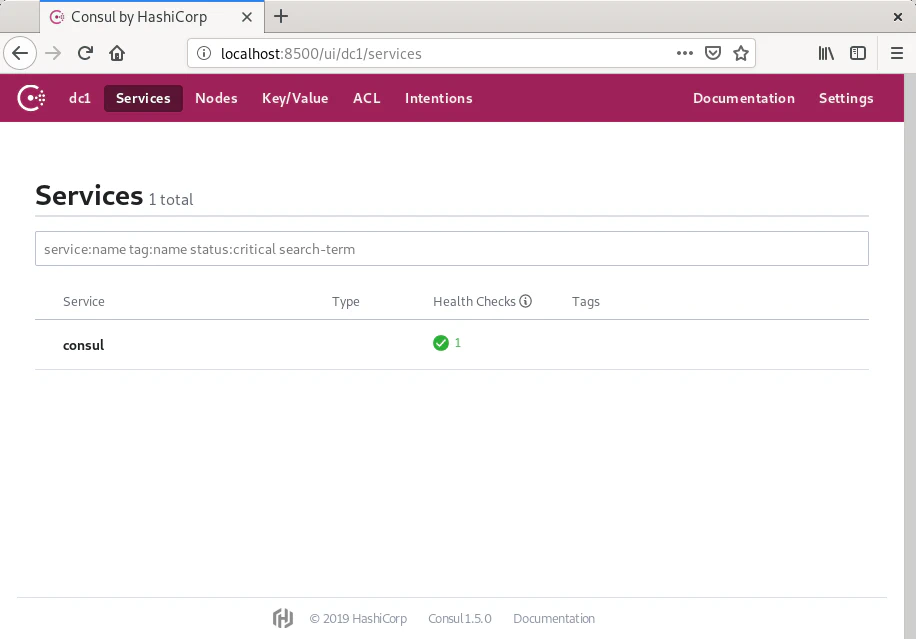 Consul by HashiCorp
localhost:8500/ui/dc1/services
dc1 Services Nodes Key/Value ACL Intentions Documentation Settings
Services 1 total
service:name tag:name status:critical search-term
Service Type Health Checks Tags
consul 1
© 2019 HashiCorp Consul 1.5.0 Documentation